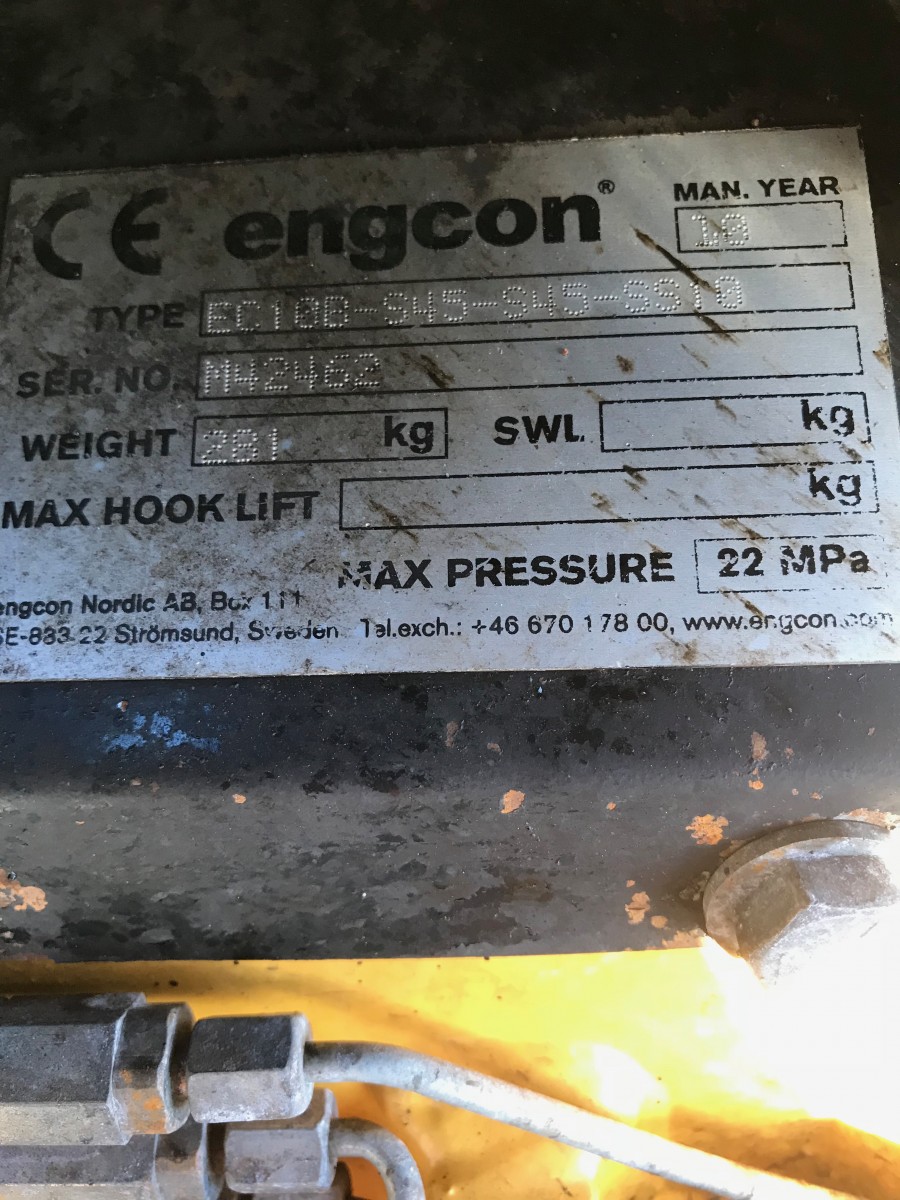 CE engcon® MAN. YEAR
10
TYPE EC10B-S45-S45-SS10
SER. NO. M42462
WEIGHT 281 kg SWL kg
MAX HOOK LIFT kg
MAX PRESSURE 22 MPa
engcon Nordic AB, Box 111
SE-833 22 Strömsund, Sweden Tel.exch.: +46 670 178 00, www.engcon.com